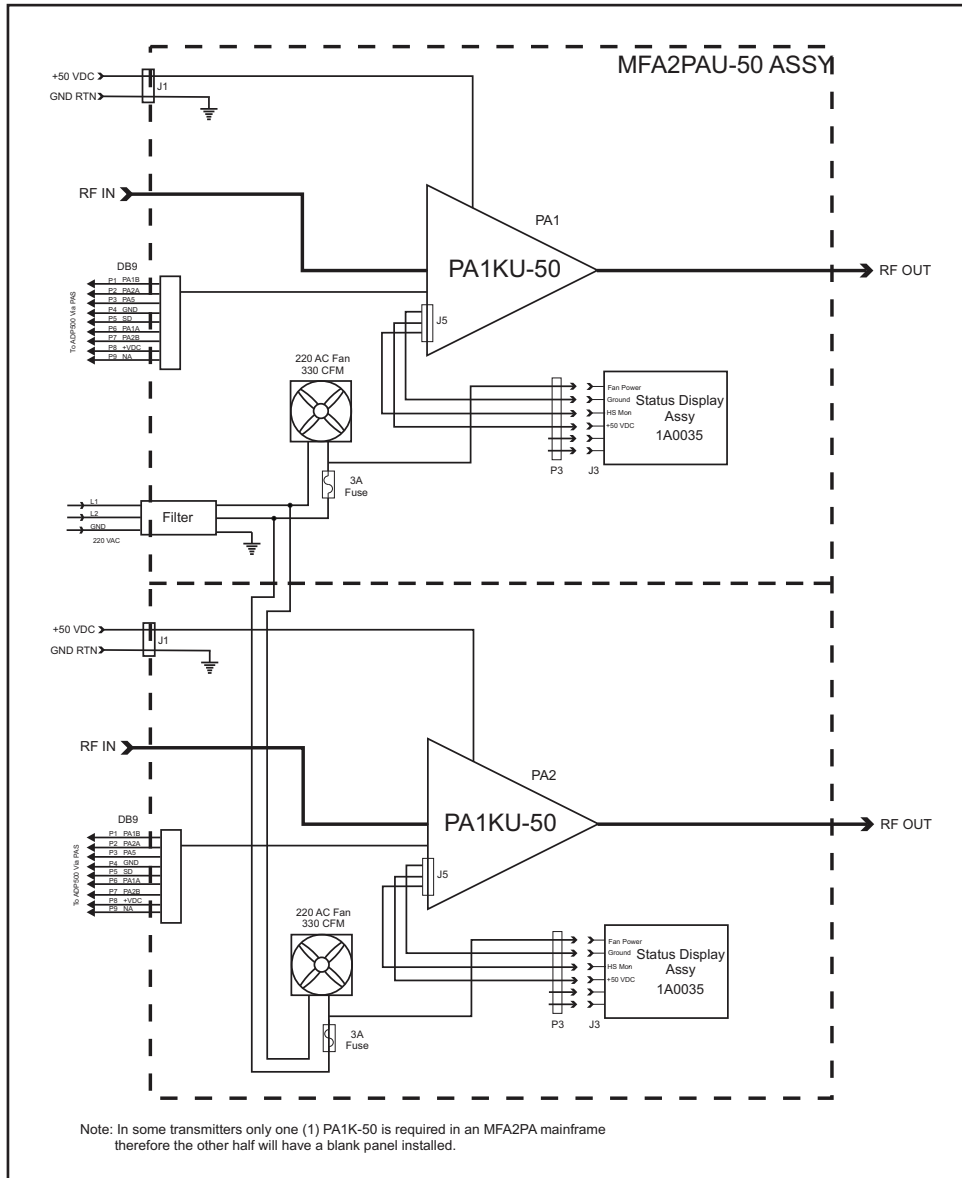 MFA2PAU-50 ASSY
+50 VDC
J1
GND RTN
RF IN
PA1
PA1KU-50
RF OUT
DB9
To ADP500 Via PAS
P1 PA1B
P2 PA2A
P3 PA5
P4 GND
P5 SD
P6 PA1A
P7 PA2B
P8 +VDC
P9 NA
J5
220 AC Fan
330 CFM
3A
Fuse
Fan Power
Ground
HS Mon
+50 VDC
Status Display
Assy
1A0035
P3
J3
L1
L2
GND
220 VAC
Filter
+50 VDC
J1
GND RTN
RF IN
PA2
PA1KU-50
RF OUT
DB9
To ADP500 Via PAS
P1 PA1B
P2 PA2A
P3 PA5
P4 GND
P5 SD
P6 PA1A
P7 PA2B
P8 +VDC
P9 NA
J5
220 AC Fan
330 CFM
3A
Fuse
Fan Power
Ground
HS Mon
+50 VDC
Status Display
Assy
1A0035
P3
J3
Note: In some transmitters only one (1) PA1K-50 is required in an MFA2PA mainframe
therefore the other half will have a blank panel installed.